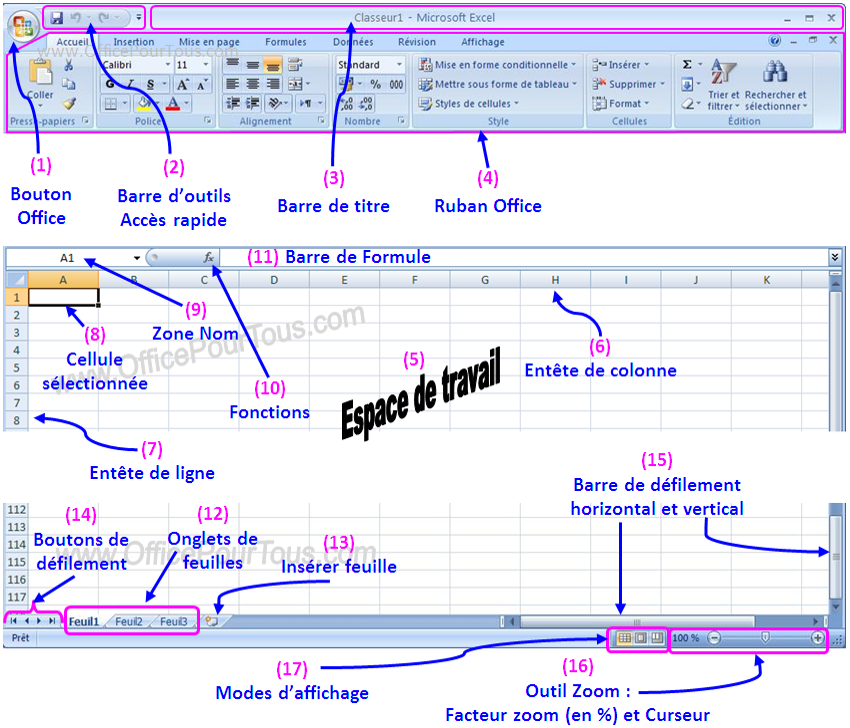 Classeur1 - Microsoft Excel
Accueil Insertion Mise en page Formules Données Révision Affichage
www.OfficePourTous.com
Calibri 11 Standard Mise en forme conditionnelle Insérer Σ
Coller G I S A A % 000 Mettre sous forme de tableau Supprimer Trier et Rechercher et
A Styles de cellules Format filtrer sélectionner
Presse-papiers Police Alignement Nombre Style Cellules Édition
(1) (2) (3) (4)
Bouton
Office
Barre d'outils
Accès rapide
Barre de titre
Ruban Office
A1 fx (11) Barre de Formule
A B C D E F G H I J K
1
2
3
4
5
6
7
8
(9)
Zone Nom
(8)
Cellule
sélectionnée
www.OfficePourTous.com
(10)
Fonctions
(5)
Espace de travail
(6)
Entête de colonne
(7)
Entête de ligne
(15)
Barre de défilement
horizontal et vertical
112
113
114
115
116
117
(14)
Boutons de
défilement
(12)
Onglets de
feuilles
(13)
Insérer feuille
www.OfficePourTous.com
Feuil1 Feuil2 Feuil3
Prêt 100 %
(17)
Modes d'affichage
(16)
Outil Zoom :
Facteur zoom (en %) et Curseur